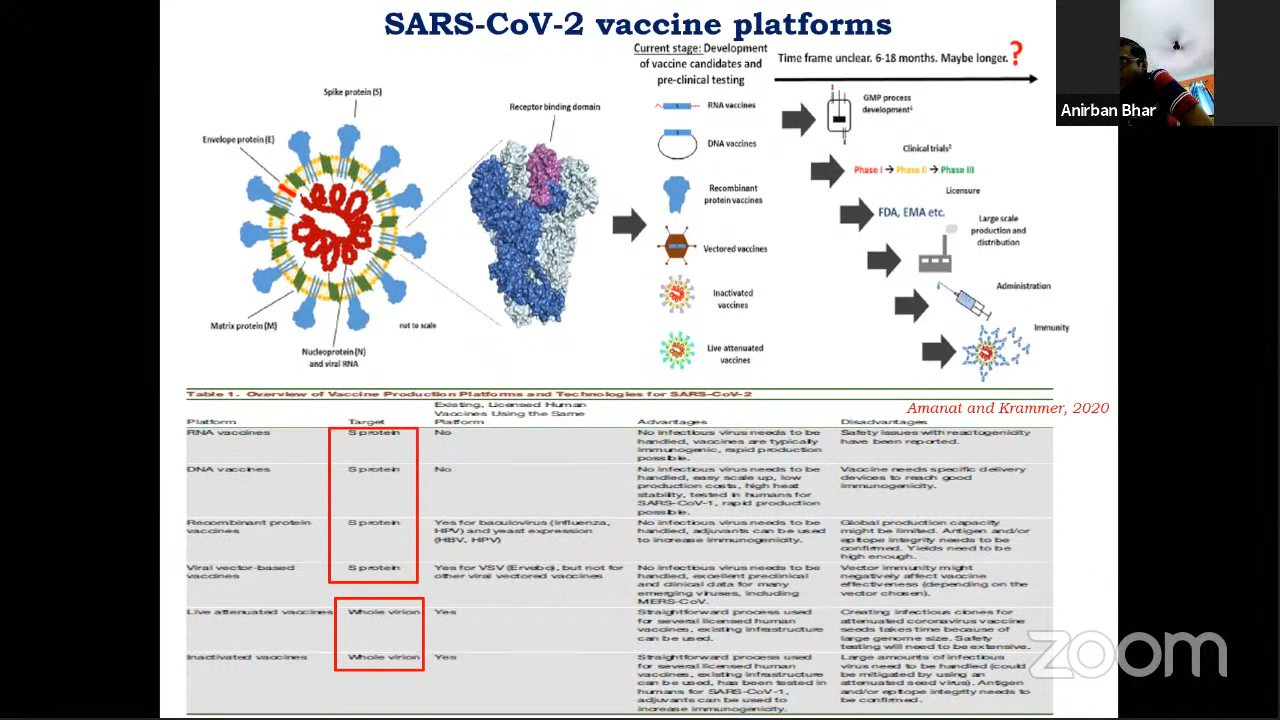 SARS-CoV-2 vaccine platforms
Anirban Bhar
Spike protein (S)
Envelope protein (E)
Matrix protein (M)
Nucleoprotein (N)
and viral RNA
not to scale
Receptor binding domain
Current stage: Development
of vaccine candidates and
pre-clinical testing
RNA vaccines
DNA vaccines
Recombinant
protein vaccines
Vectored vaccines
Inactivated
vaccines
Live attenuated
vaccines
Time frame unclear. 6-18 months. Maybe longer. ?
GMP process
development¹
Clinical trials²
Phase I → Phase II → Phase III
Licensure
FDA, EMA etc.
Large scale
production and
distribution
Administration
Immunity
Table 1. Overview of Vaccine Production Platforms and Technologies for SARS-CoV-2
Amanat and Krammer, 2020
Platform
Target
Existing, Licensed Human
Vaccines Using the Same
Platform
Advantages
Disadvantages
RNA vaccines
S protein
No
No infectious virus needs to be
handled, vaccines are typically
immunogenic, rapid production
possible.
Safety issues with reactogenicity
have been reported.
DNA vaccines
S protein
No
No infectious virus needs to be
handled, easy scale up, low
production costs, high heat
stability, tested in humans for
SARS-CoV-1, rapid production
possible.
Vaccine needs specific delivery
devices to reach good
immunogenicity.
Recombinant protein
vaccines
S protein
Yes for baculovirus (influenza,
HPV) and yeast expression
(HBV, HPV)
No infectious virus needs to be
handled, adjuvants can be used
to increase immunogenicity.
Global production capacity
might be limited. Antigen and/or
epitope integrity needs to be
confirmed. Yields need to be
high enough.
Viral vector-based
vaccines
S protein
Yes for VSV (Ervebo), but not for
other viral vectored vaccines
No infectious virus needs to be
handled, excellent preclinical
and clinical data for many
emerging viruses, including
MERS-CoV.
Vector immunity might
negatively affect vaccine
effectiveness (depending on the
vector chosen).
Live attenuated vaccines
Whole virion
Yes
Straightforward process used
for several licensed human
vaccines, existing infrastructure
can be used.
Creating infectious clones for
attenuated coronavirus vaccine
seeds takes time because of
large genome size. Safety
testing will need to be extensive.
Inactivated vaccines
Whole virion
Yes
Straightforward process used
for several licensed human
vaccines, existing infrastructure
can be used, has been tested in
humans for SARS-CoV-1,
adjuvants can be used to
increase immunogenicity.
Large amounts of infectious
virus need to be handled (could
be mitigated by using an
attenuated seed virus). Antigen
and/or epitope integrity needs to
be confirmed.
zoom